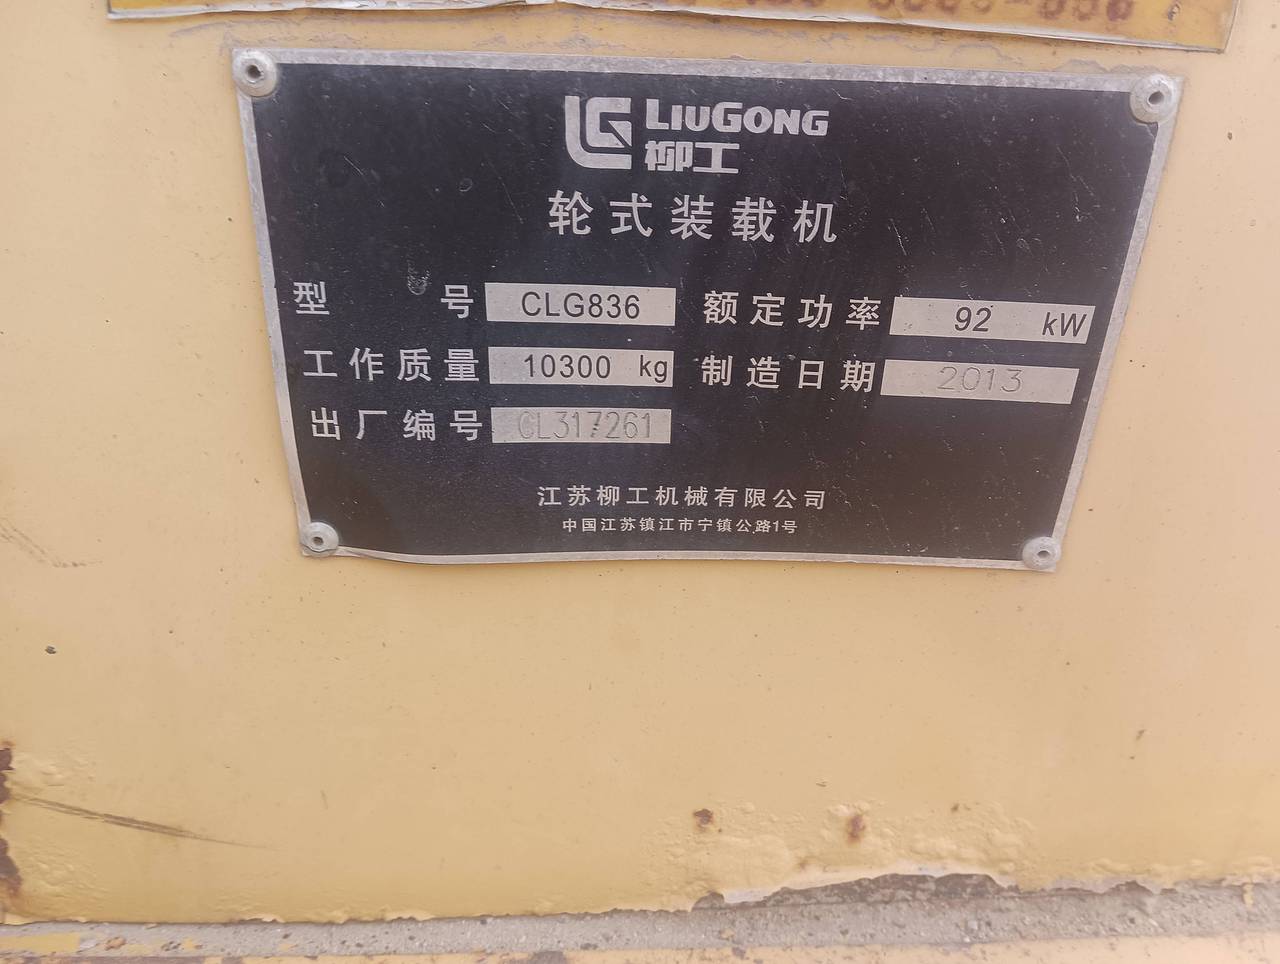 LIUGONG
柳工
轮式装载机
型号 CLG836 额定功率 92 kW
工作质量 10300 kg 制造日期 2013
出厂编号 CL317261
江苏柳工机械有限公司
中国江苏镇江市宁镇公路1号